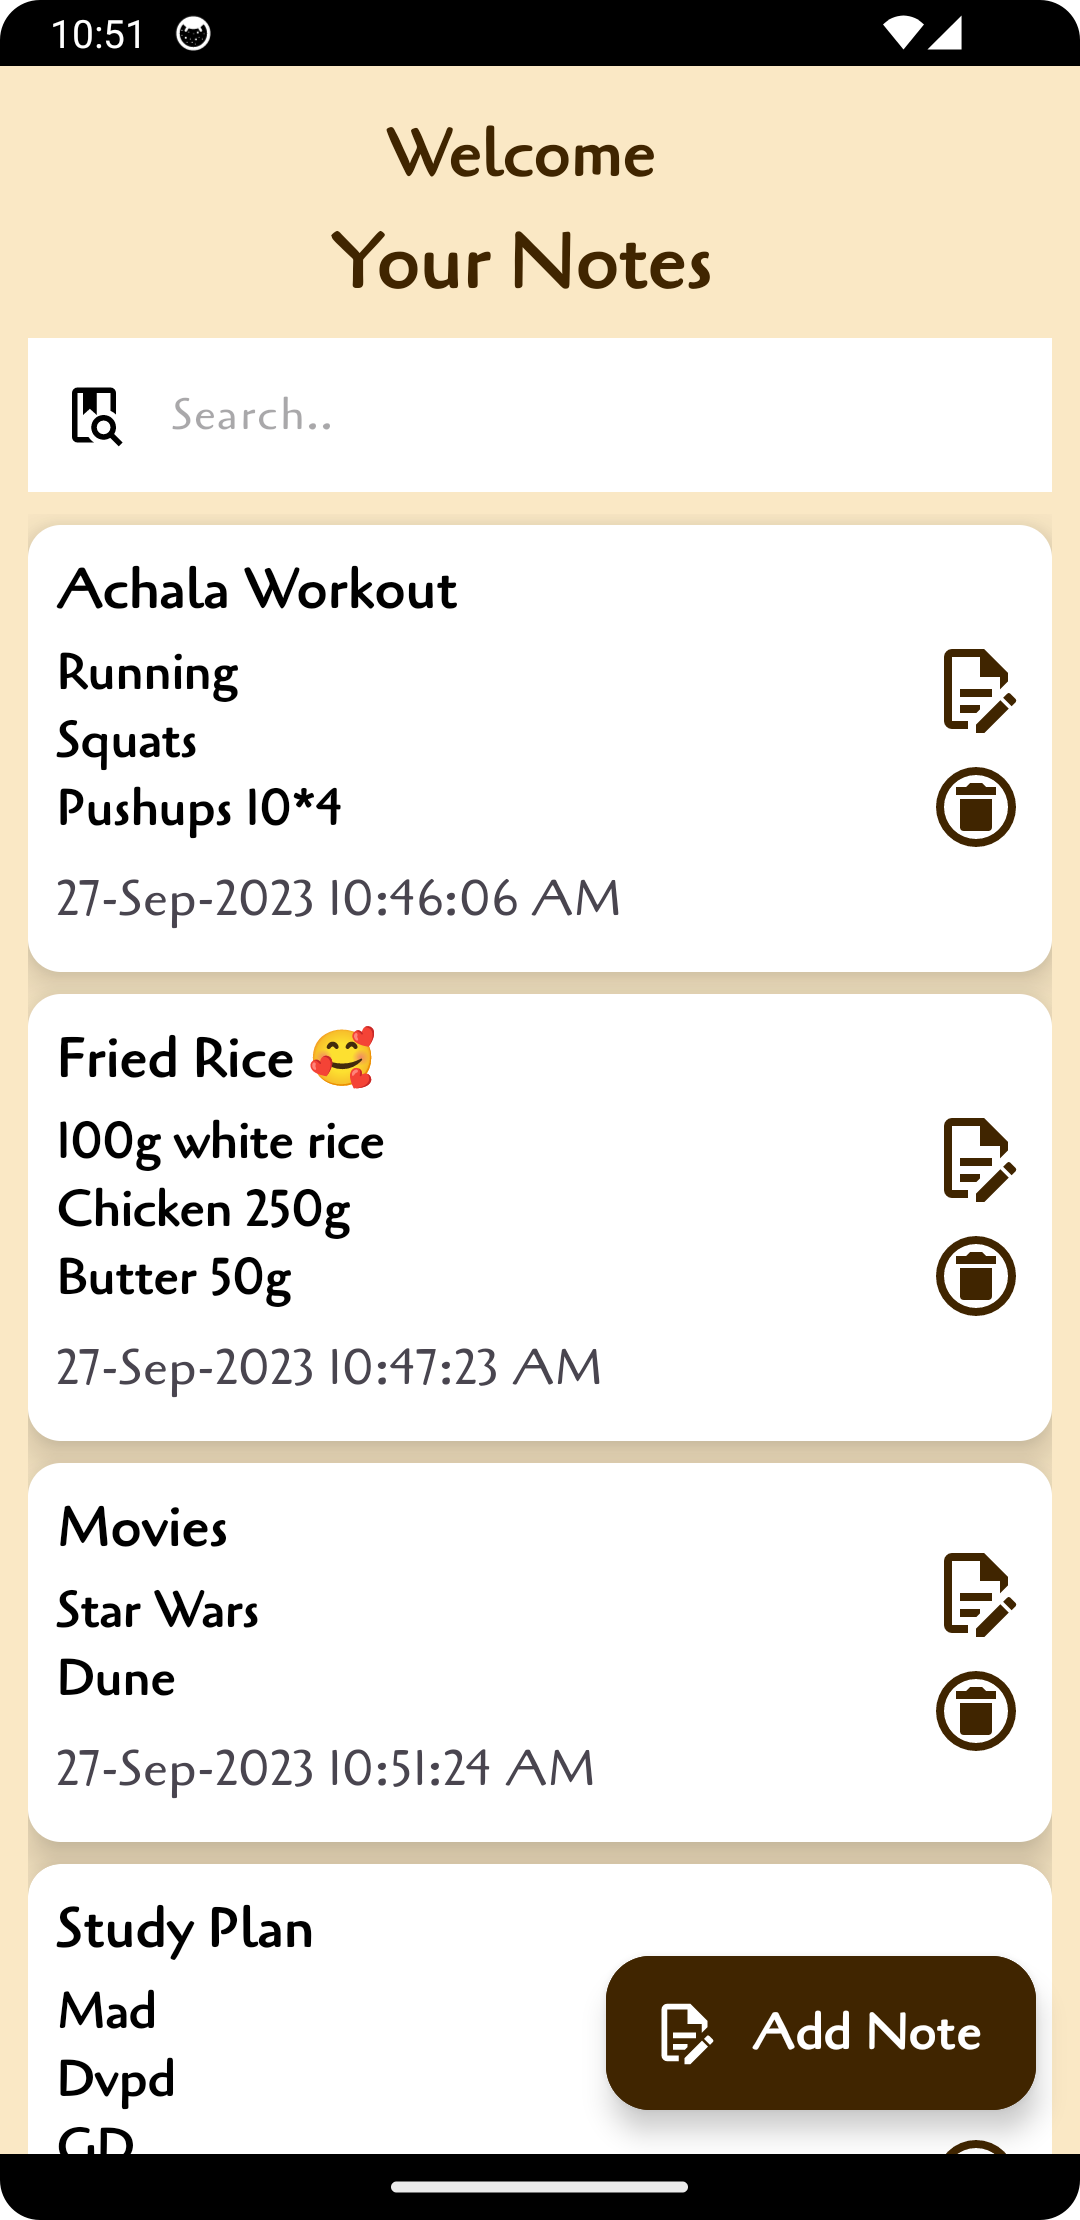 10:51
Welcome
Your Notes
Search..
Achala Workout
Running
Squats
Pushups 10*4
27-Sep-2023 10:46:06 AM
Fried Rice 🥰
100g white rice
Chicken 250g
Butter 50g
27-Sep-2023 10:47:23 AM
Movies
Star Wars
Dune
27-Sep-2023 10:51:24 AM
Study Plan
Mad
Add Note
Dvpd
GD